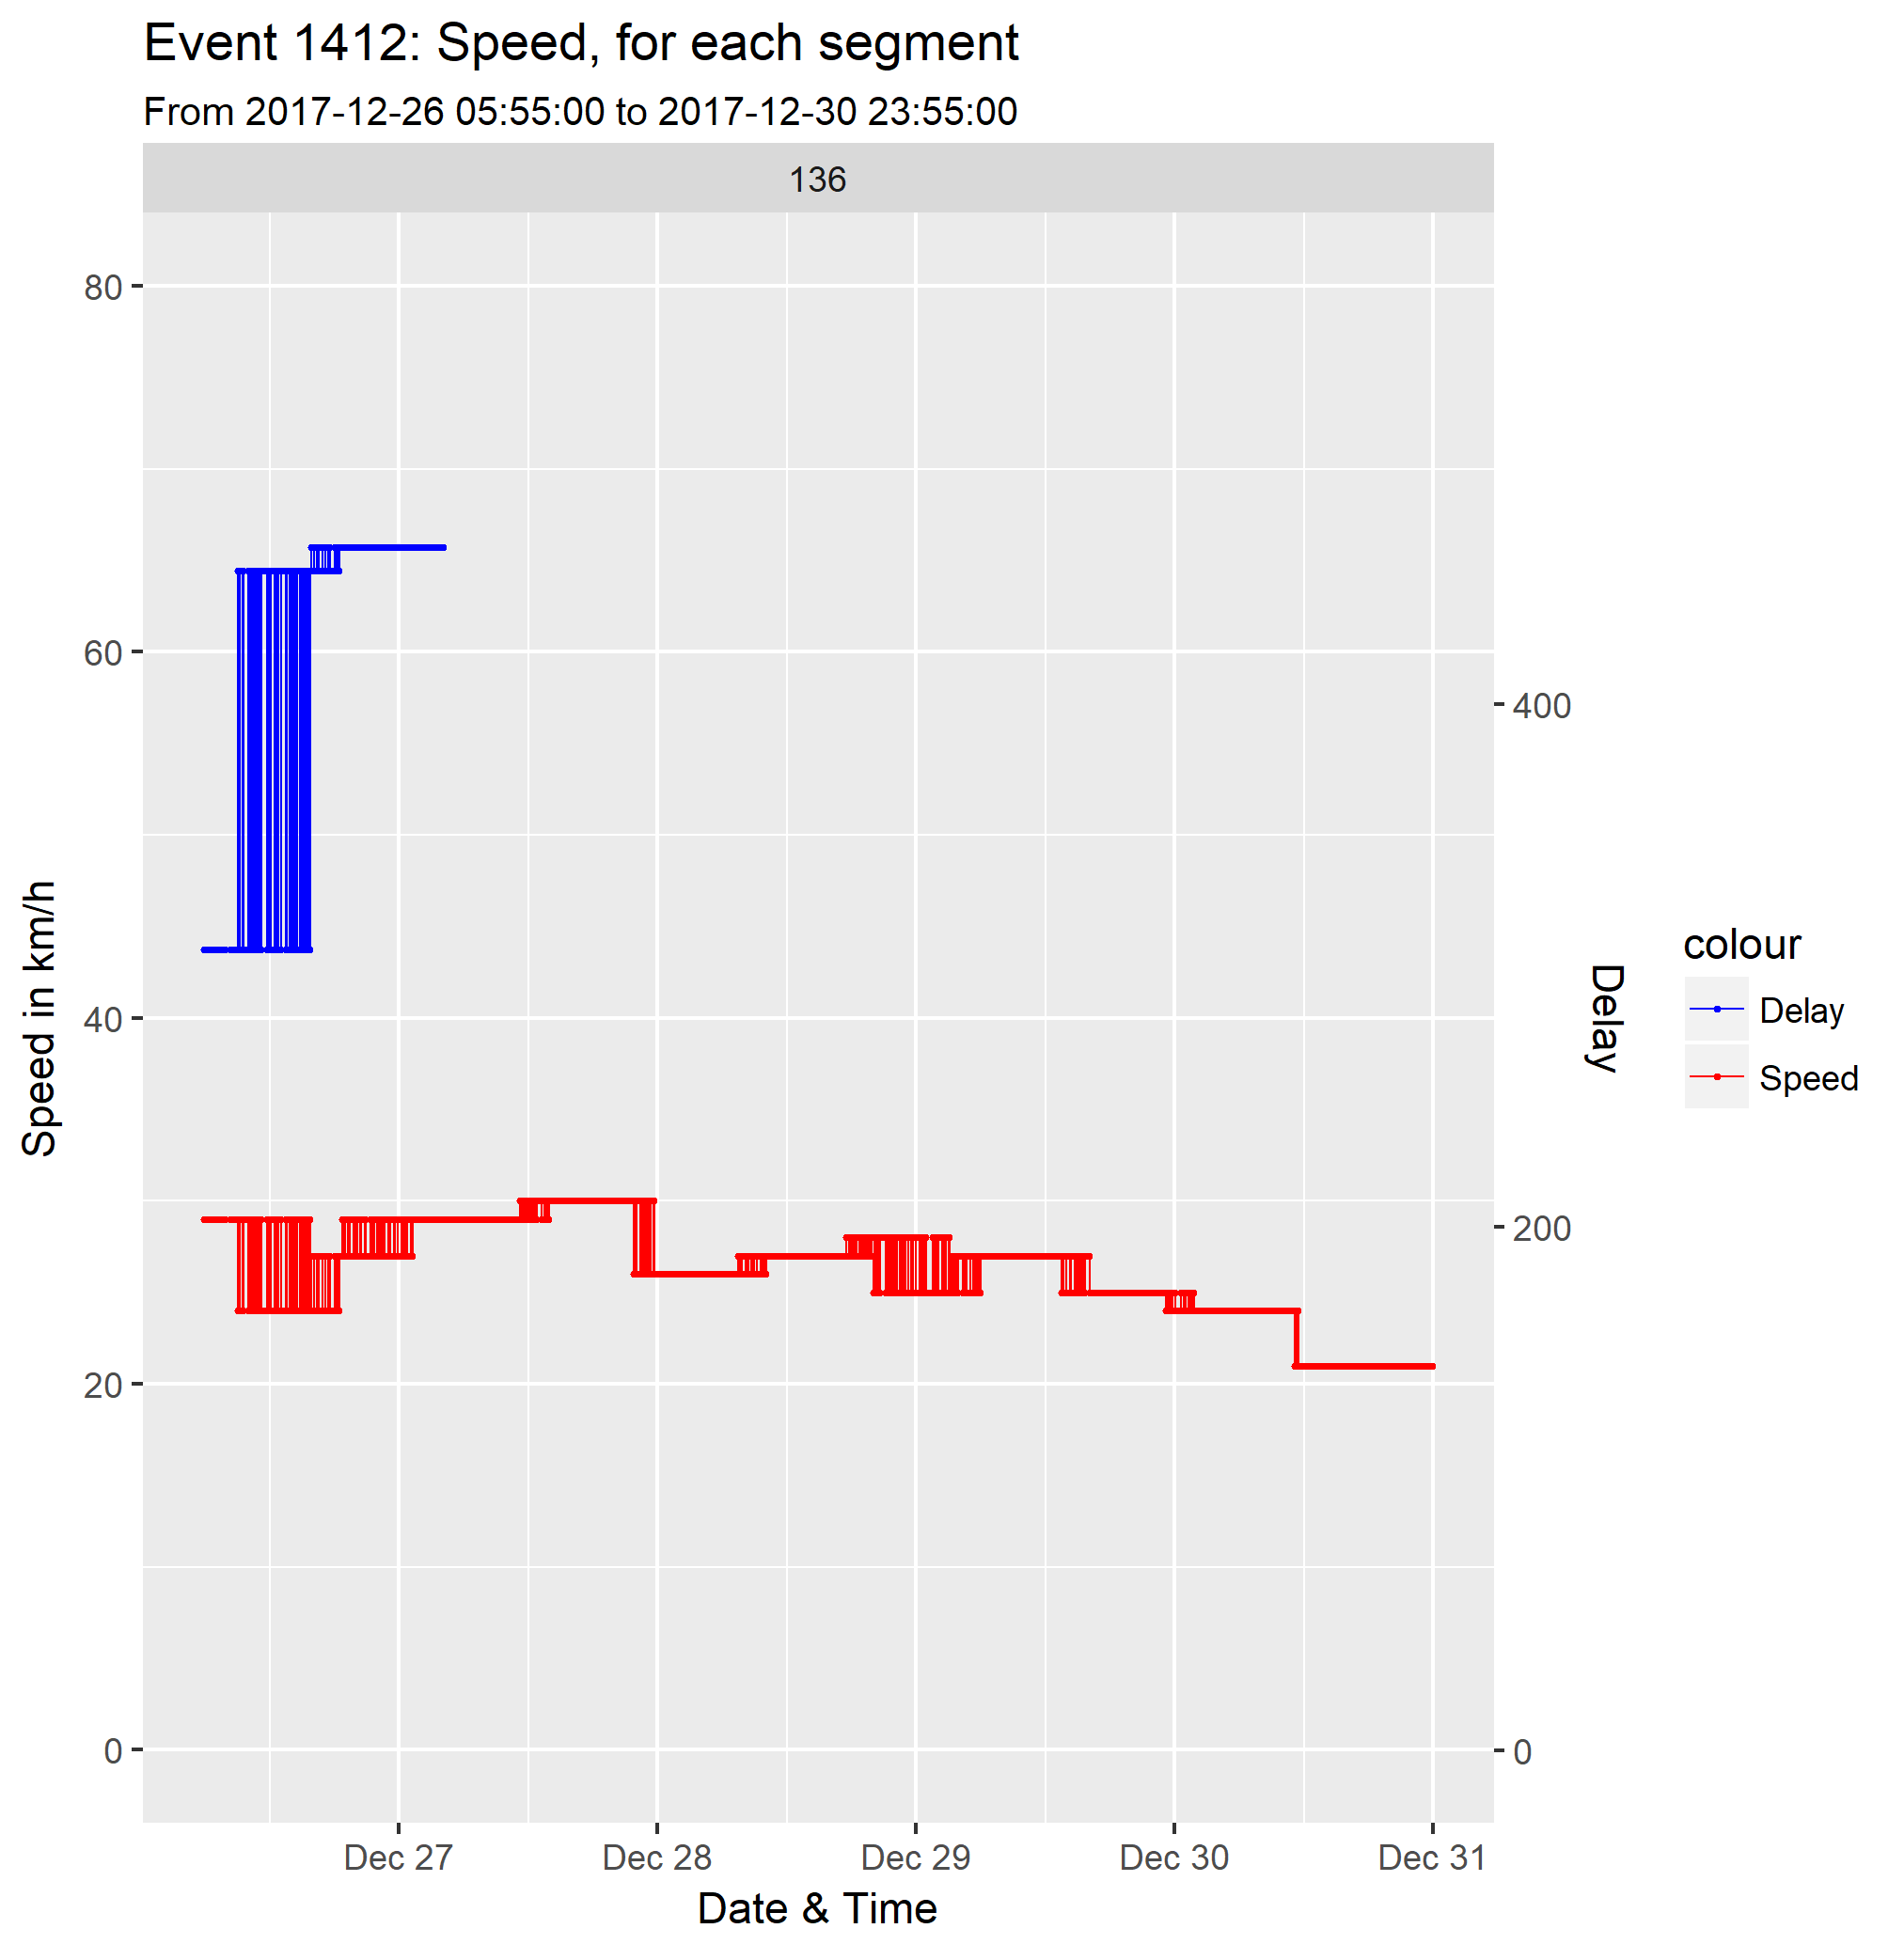 Event 1412: Speed, for each segment
From 2017-12-26 05:55:00 to 2017-12-30 23:55:00
136
80
60
40
20
0
Speed in km/h
400
200
0
Delay
colour
Delay
Speed
Dec 27
Dec 28
Dec 29
Dec 30
Dec 31
Date & Time